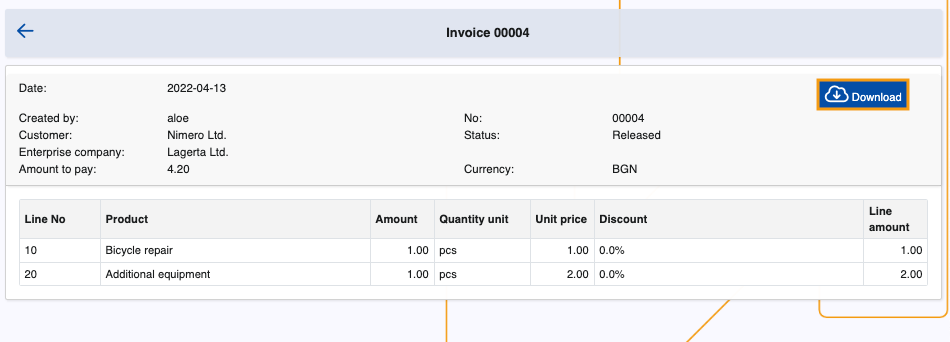 Invoice 00004
Date: 2022-04-13
Download
Created by: aloe No: 00004
Customer: Nimero Ltd. Status: Released
Enterprise company: Lagerta Ltd.
Amount to pay: 4.20 Currency: BGN
Line No Product Amount Quantity unit Unit price Discount Line amount
10 Bicycle repair 1.00 pcs 1.00 0.0% 1.00
20 Additional equipment 1.00 pcs 2.00 0.0% 2.00